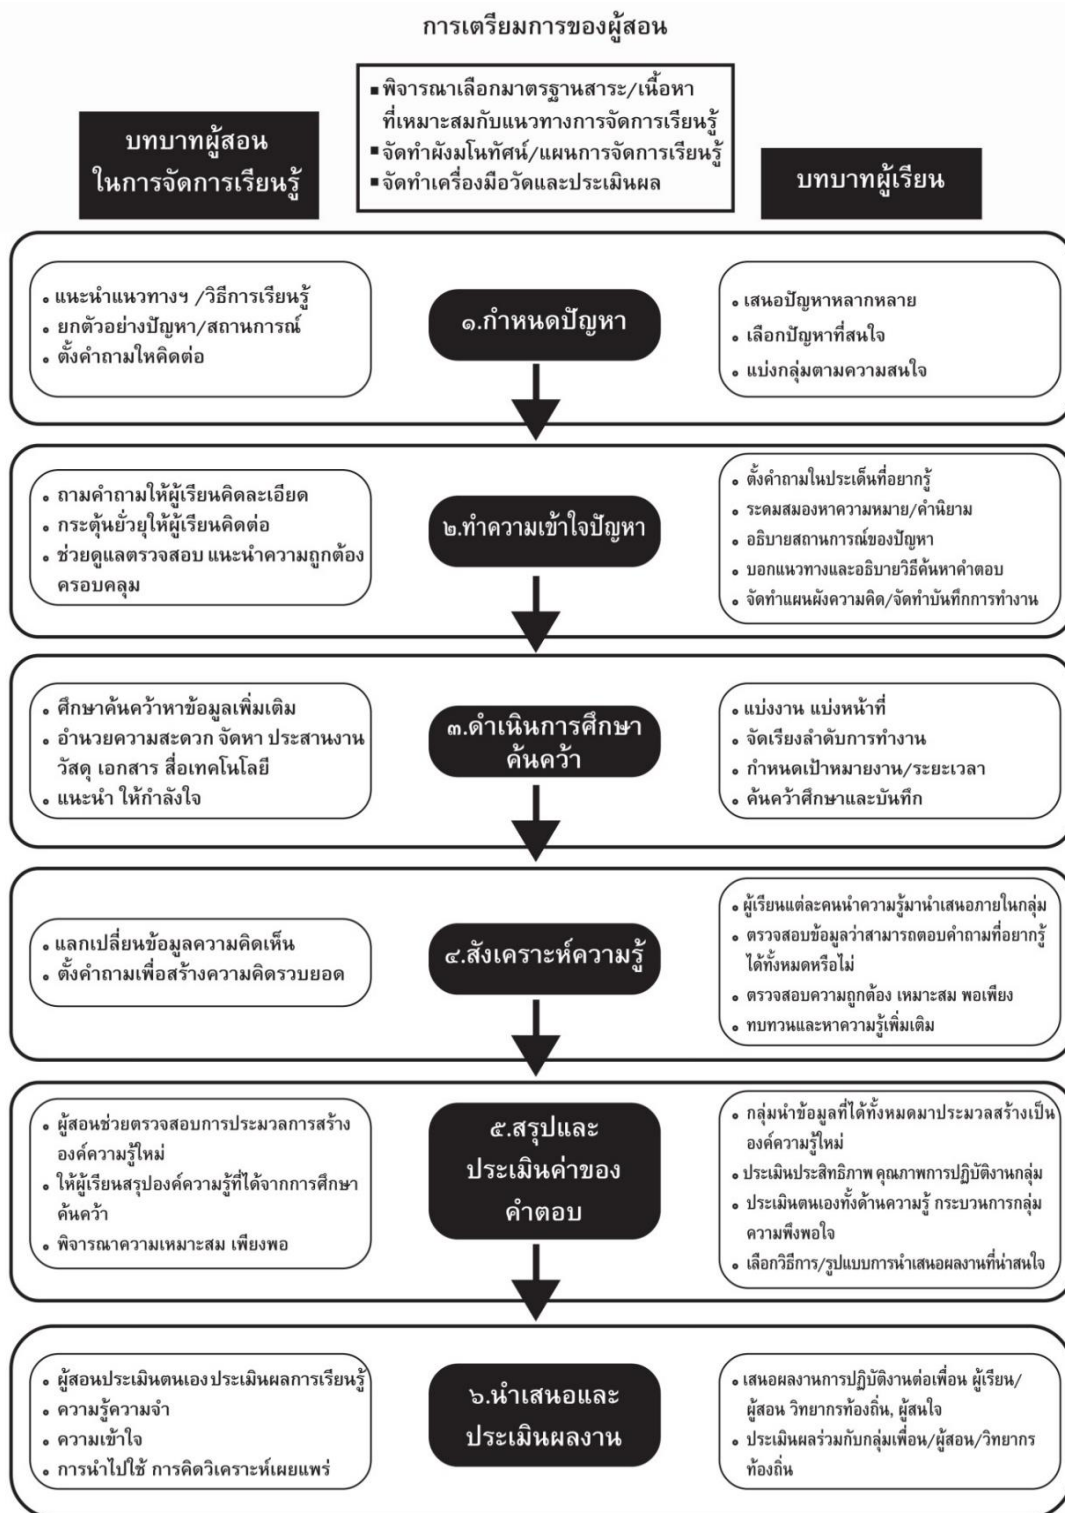 การเตรียมการของผู้สอน
▪ พิจารณาเลือกมาตรฐานสาระ/เนื้อหา
ที่เหมาะสมกับแนวทางการจัดการเรียนรู้
▪ จัดทำผังมโนทัศน์/แผนการจัดการเรียนรู้
▪ จัดทำเครื่องมือวัดและประเมินผล
บทบาทผู้สอน
ในการจัดการเรียนรู้
บทบาทผู้เรียน
• แนะนำแนวทางฯ /วิธีการเรียนรู้
• ยกตัวอย่างปัญหา/สถานการณ์
• ตั้งคำถามใหคิดต่อ
๑.กำหนดปัญหา
• เสนอปัญหาหลากหลาย
• เลือกปัญหาที่สนใจ
• แบ่งกลุ่มตามความสนใจ
• ถามคำถามให้ผู้เรียนคิดละเอียด
• กระตุ้นยั่วยุให้ผู้เรียนคิดต่อ
• ช่วยดูแลตรวจสอบ แนะนำความถูกต้อง
ครอบคลุม
๒.ทำความเข้าใจปัญหา
• ตั้งคำถามในประเด็นที่อยากรู้
• ระดมสมองหาความหมาย/คำนิยาม
• อธิบายสถานการณ์ของปัญหา
• บอกแนวทางและอธิบายวิธีค้นหาคำตอบ
• จัดทำแผนผังความคิด/จัดทำบันทึกการทำงาน
• ศึกษาค้นคว้าหาข้อมูลเพิ่มเติม
• อำนวยความสะดวก จัดหา ประสานงาน
วัสดุ เอกสาร สื่อเทคโนโลยี
• แนะนำ ให้กำลังใจ
๓.ดำเนินการศึกษา
ค้นคว้า
• แบ่งงาน แบ่งหน้าที่
• จัดเรียงลำดับการทำงาน
• กำหนดเป้าหมายงาน/ระยะเวลา
• ค้นคว้าศึกษาและบันทึก
• แลกเปลี่ยนข้อมูลความคิดเห็น
• ตั้งคำถามเพื่อสร้างความคิดรวบยอด
๔.สังเคราะห์ความรู้
• ผู้เรียนแต่ละคนนำความรู้มานำเสนอภายในกลุ่ม
• ตรวจสอบข้อมูลว่าสามารถตอบคำถามที่อยากรู้
ได้ทั้งหมดหรือไม่
• ตรวจสอบความถูกต้อง เหมาะสม พอเพียง
• ทบทวนและหาความรู้เพิ่มเติม
• ผู้สอนช่วยตรวจสอบการประมวลการสร้าง
องค์ความรู้ใหม่
• ให้ผู้เรียนสรุปองค์ความรู้ที่ได้จากการศึกษา
ค้นคว้า
• พิจารณาความเหมาะสม เพียงพอ
๕.สรุปและ
ประเมินค่าของ
คำตอบ
• กลุ่มนำข้อมูลที่ได้ทั้งหมดมาประมวลสร้างเป็น
องค์ความรู้ใหม่
• ประเมินประสิทธิภาพ คุณภาพการปฏิบัติงานกลุ่ม
• ประเมินตนเองทั้งด้านความรู้ กระบวนการกลุ่ม
ความพึงพอใจ
• เลือกวิธีการ/รูปแบบการนำเสนอผลงานที่น่าสนใจ
• ผู้สอนประเมินตนเอง ประเมินผลการเรียนรู้
• ความรู้ความจำ
• ความเข้าใจ
• การนำไปใช้ การคิดวิเคราะห์เผยแพร่
๖.นำเสนอและ
ประเมินผลงาน
• เสนอผลงานการปฏิบัติงานต่อเพื่อน ผู้เรียน/
ผู้สอน วิทยากรท้องถิ่น, ผู้สนใจ
• ประเมินผลร่วมกับกลุ่มเพื่อน/ผู้สอน/วิทยากร
ท้องถิ่น